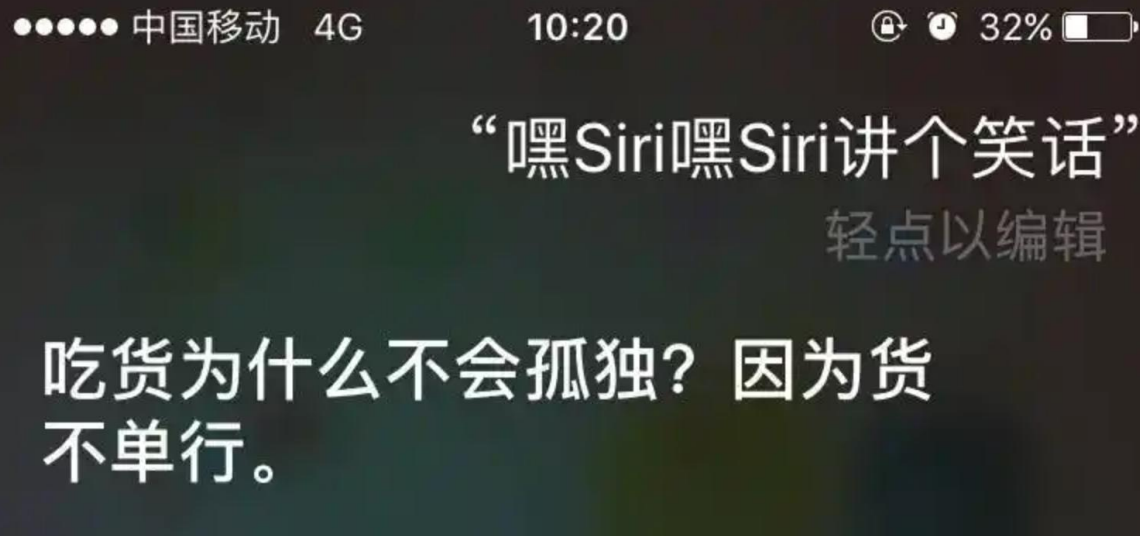 中国移动 4G 10:20 32%
“嘿Siri嘿Siri讲个笑话”
轻点以编辑
吃货为什么不会孤独？因为货
不单行。